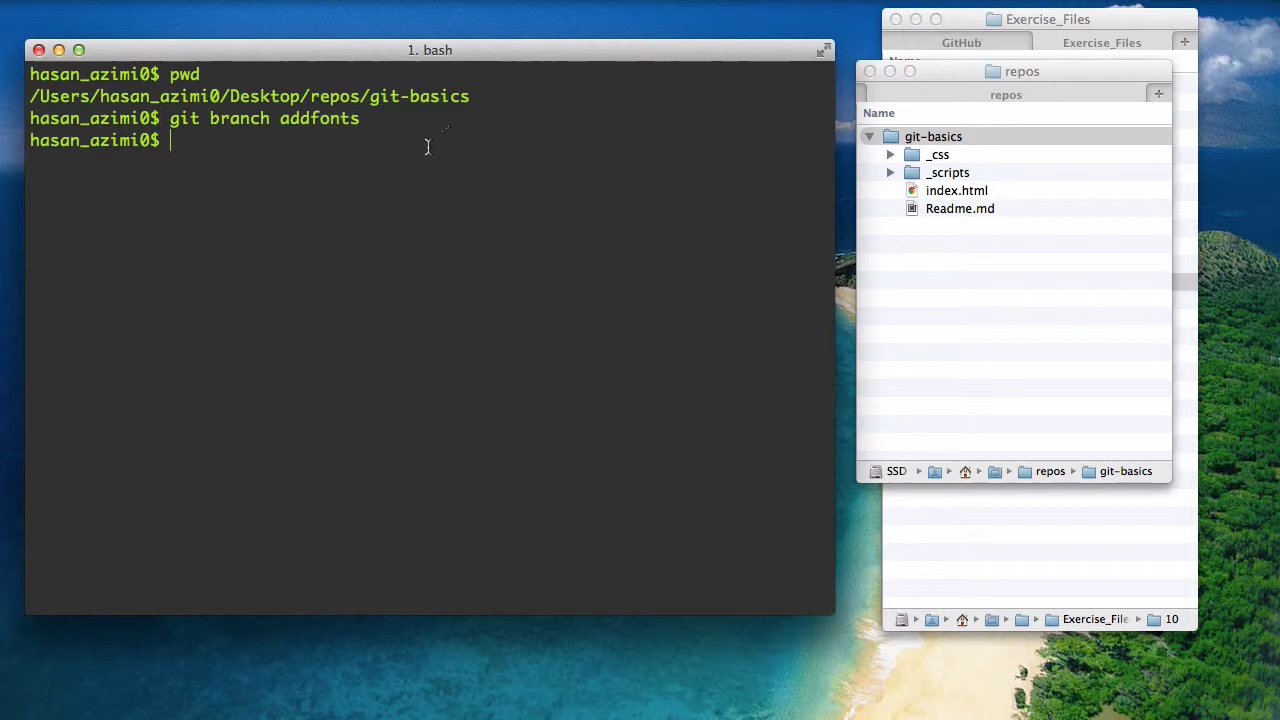 1. bash
hasan_azimi0$ pwd
/Users/hasan_azimi0/Desktop/repos/git-basics
hasan_azimi0$ git branch addfonts
hasan_azimi0$
Exercise_Files
GitHub
Exercise_Files
repos
repos
Name
git-basics
_css
_scripts
index.html
Readme.md
SSD
repos
git-basics
Exercise_File
10